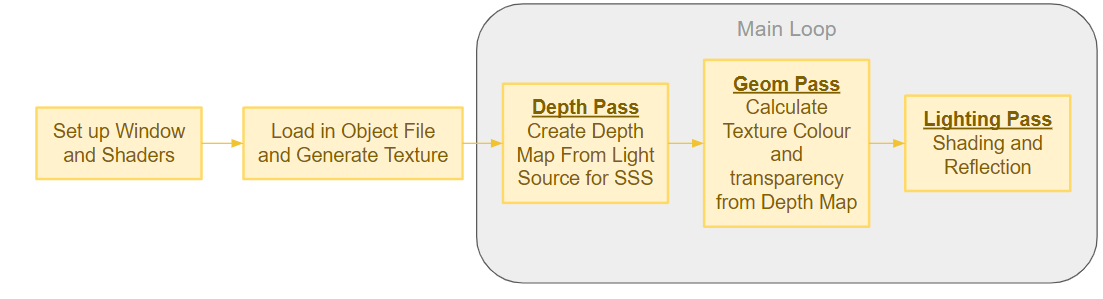 Main Loop
Set up Window
and Shaders
Load in Object File
and Generate Texture
Depth Pass
Create Depth
Map From Light
Source for SSS
Geom Pass
Calculate
Texture Colour
and
transparency
from Depth Map
Lighting Pass
Shading and
Reflection